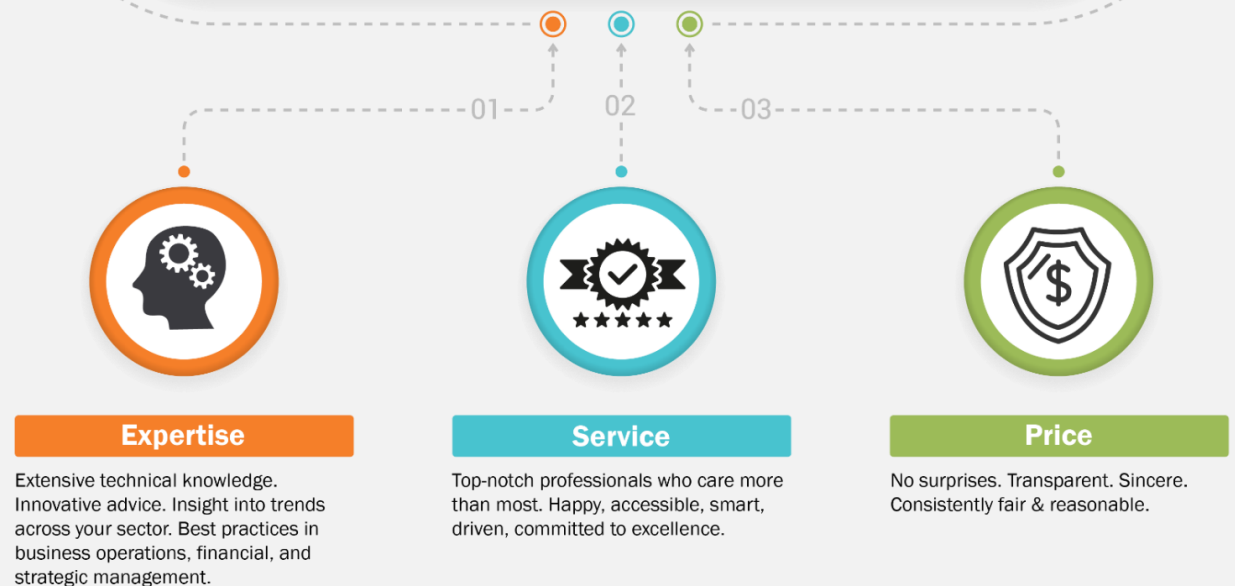 01
02
03
Expertise
Extensive technical knowledge.
Innovative advice. Insight into trends
across your sector. Best practices in
business operations, financial, and
strategic management.
Service
Top-notch professionals who care more
than most. Happy, accessible, smart,
driven, committed to excellence.
$
Price
No surprises. Transparent. Sincere.
Consistently fair & reasonable.